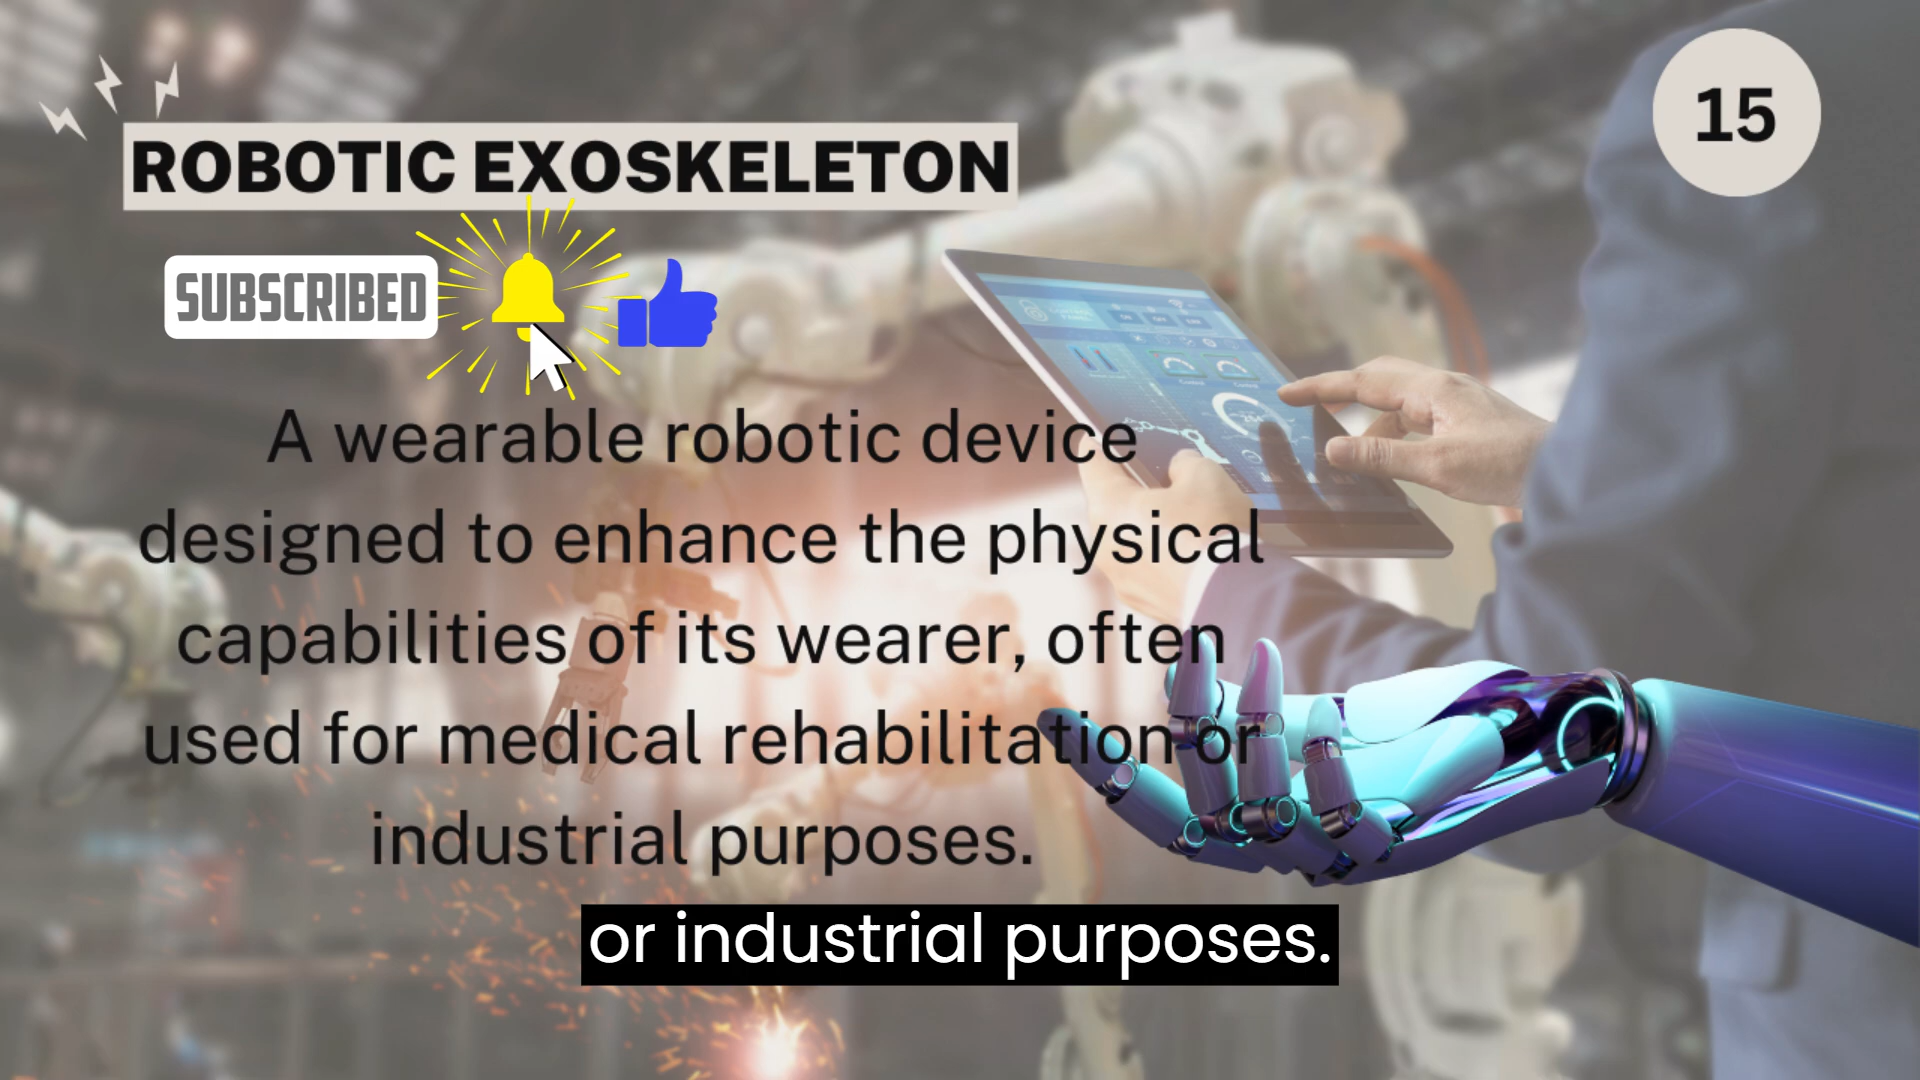 15
ROBOTIC EXOSKELETON
SUBSCRIBED
A wearable robotic device
designed to enhance the physical
capabilities of its wearer, often
used for medical rehabilitation or
industrial purposes.
or industrial purposes.